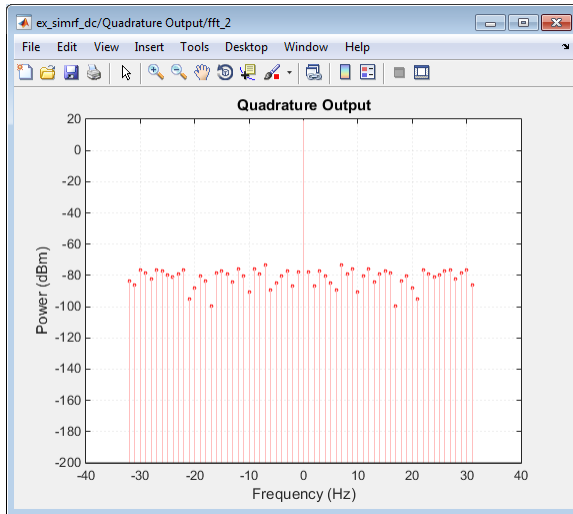 ex_simrf_dc/Quadrature Output/fft_2
File Edit View Insert Tools Desktop Window Help
Quadrature Output
20
0
-20
-40
-60
-80
-100
-120
-140
-160
-180
-200
Power (dBm)
-40 -30 -20 -10 0 10 20 30 40
Frequency (Hz)